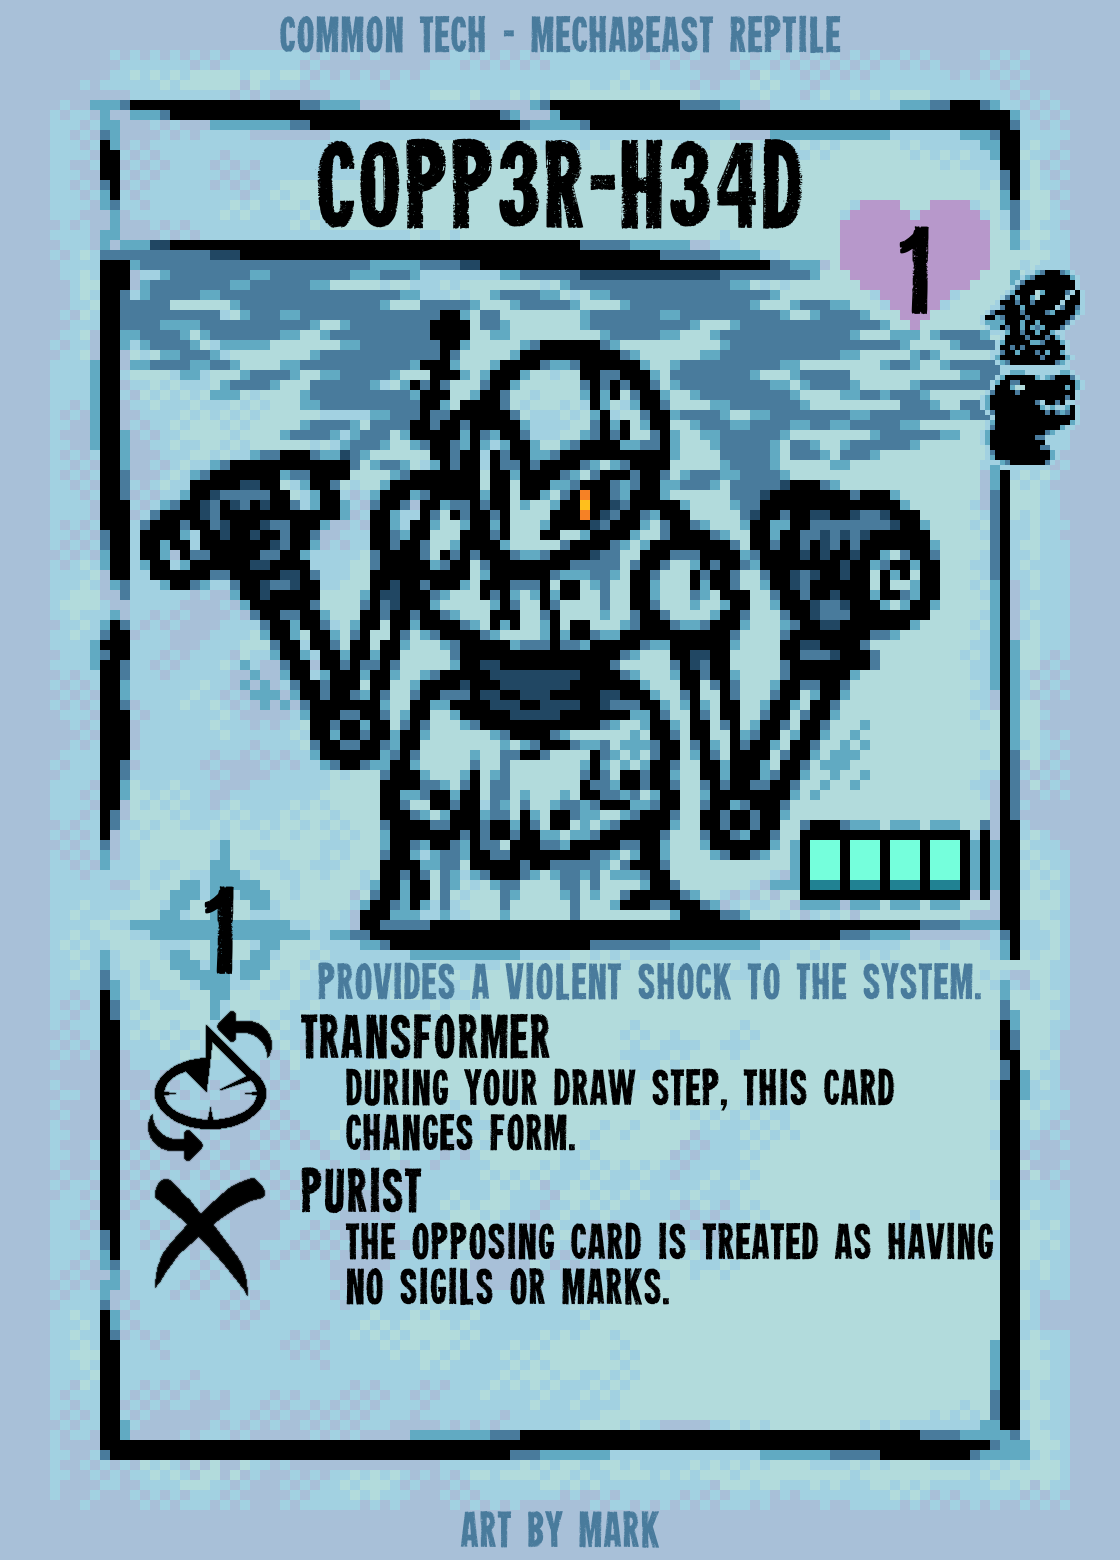 COMMON TECH - MECHABEAST REPTILE
C0PP3R-H34D
1
1
PROVIDES A VIOLENT SHOCK TO THE SYSTEM.
TRANSFORMER
DURING YOUR DRAW STEP, THIS CARD
CHANGES FORM.
PURIST
THE OPPOSING CARD IS TREATED AS HAVING
NO SIGILS OR MARKS.
ART BY MARK